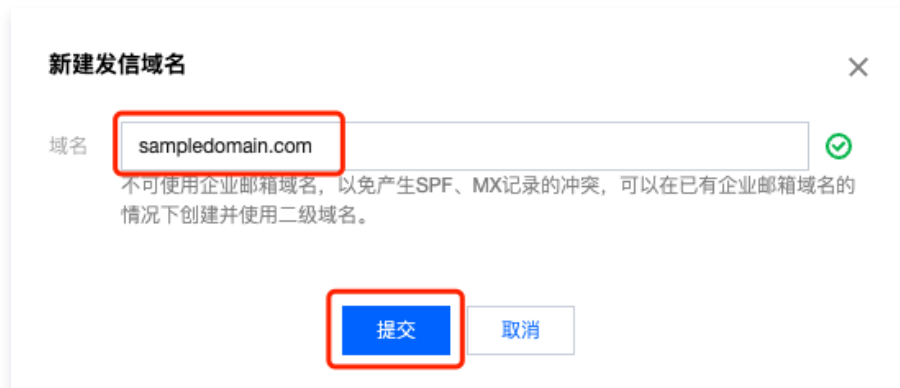 新建发信域名
域名
sampledomain.com
不可使用企业邮箱域名，以免产生SPF、MX记录的冲突，可以在已有企业邮箱域名的
情况下创建并使用二级域名。
提交
取消